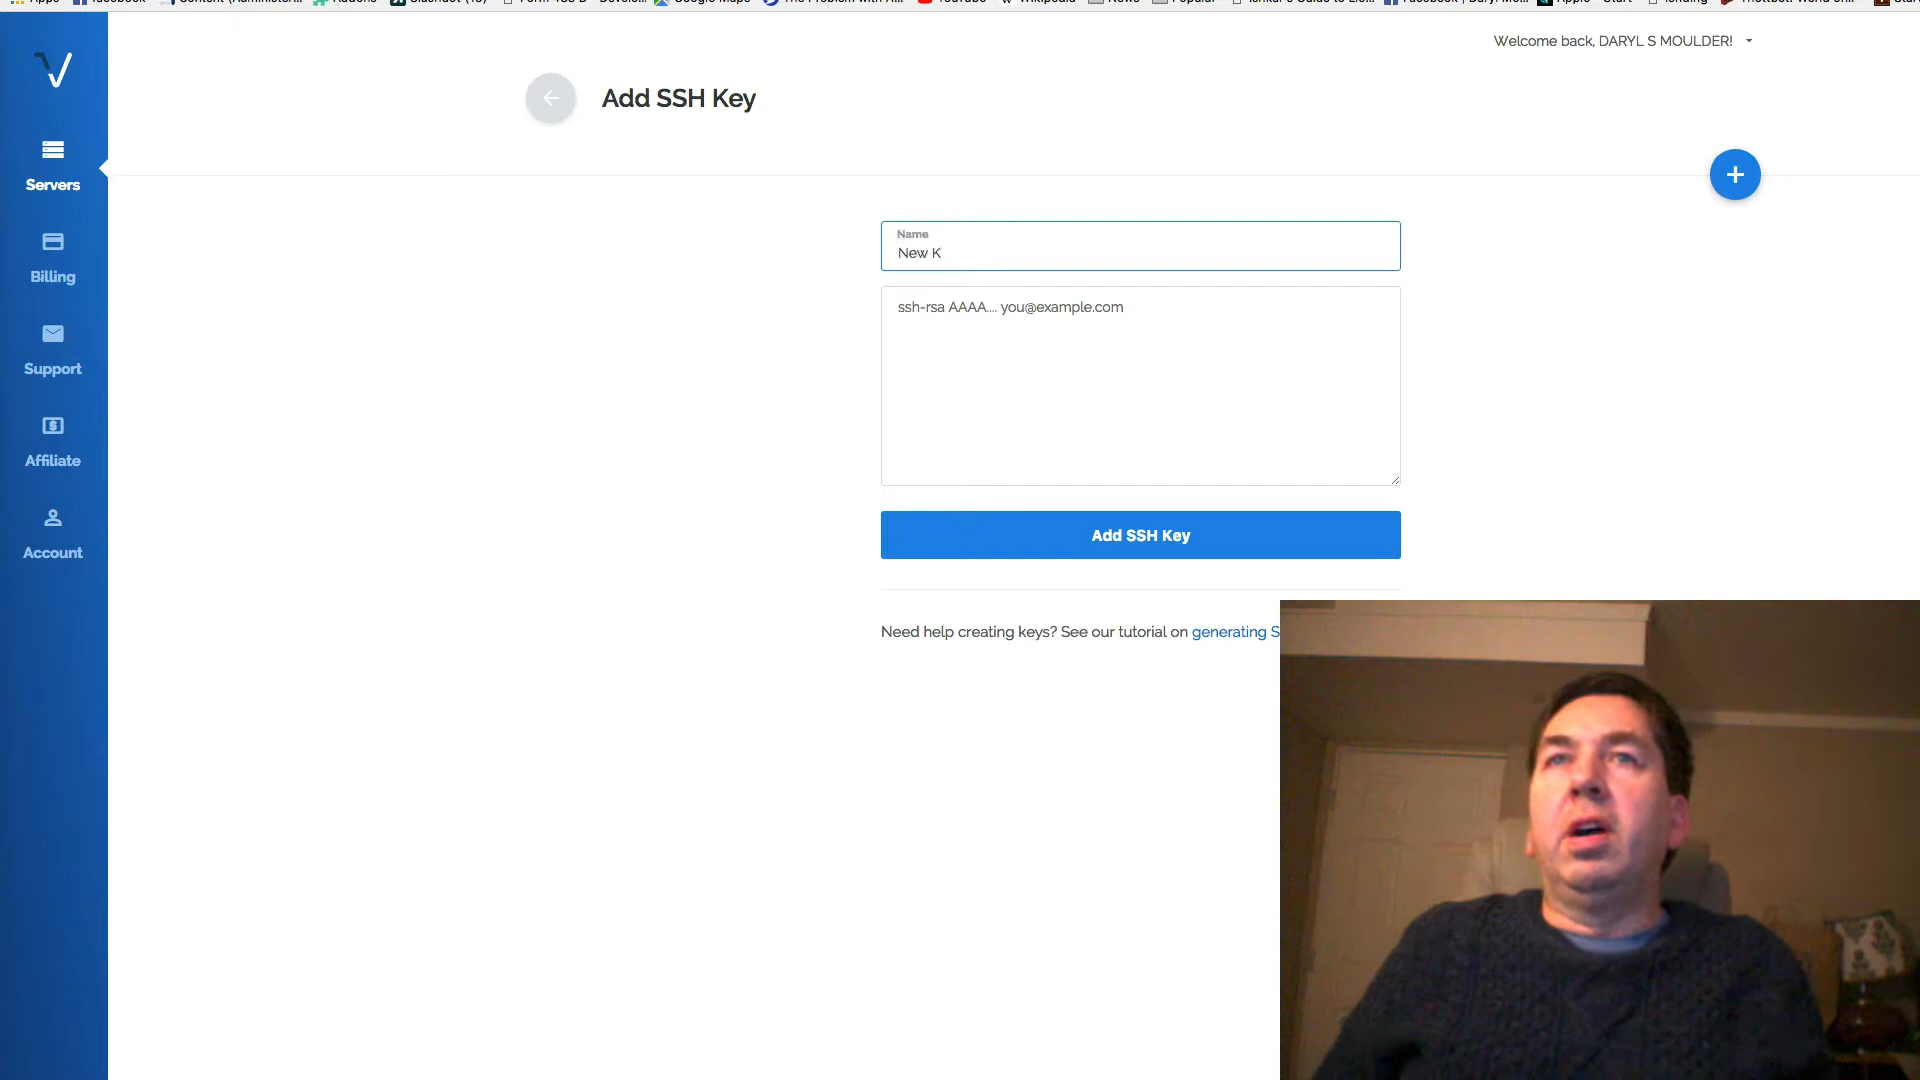 Welcome back, DARYL S MOULDER!
Add SSH Key
Servers
Billing
Support
Affiliate
Account
Name
New K
ssh-rsa AAAA.... you@example.com
Add SSH Key
Need help creating keys? See our tutorial on generating S